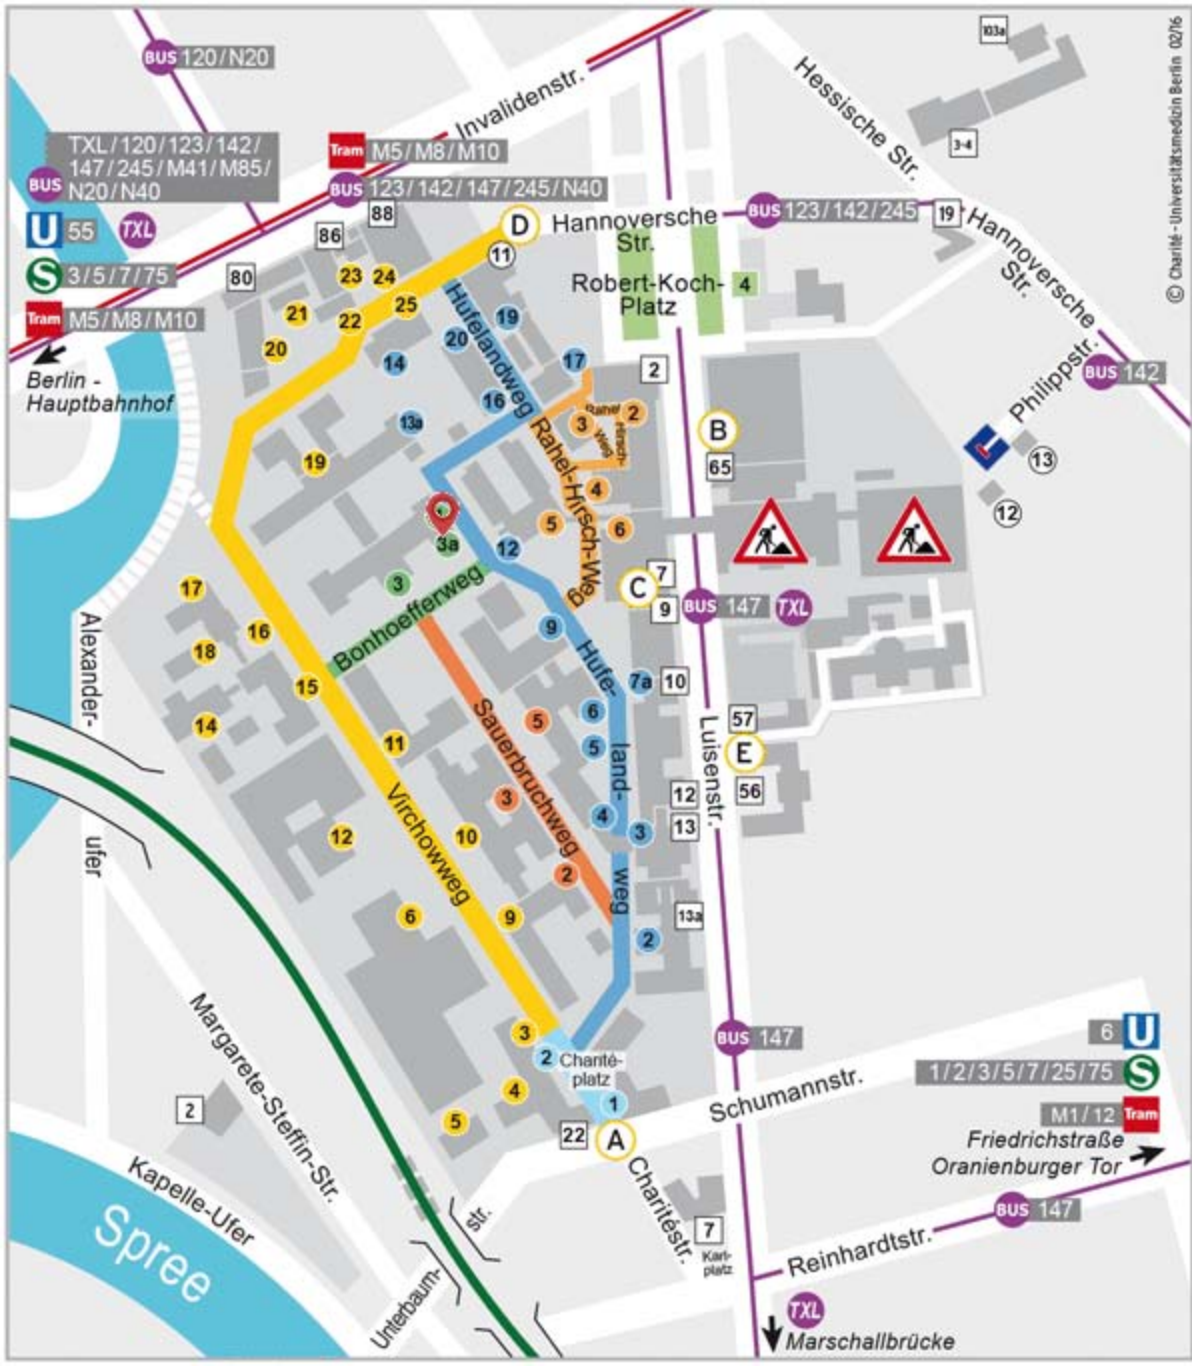 © Charité - Universitätsmedizin Berlin 02/16
BUS 120/N20
103a
Invalidenstr.
Hessische Str.
TXL/120/123/142/
147/245/M41/M85/
BUS N20/N40
Tram M5/M8/M10
3-4
BUS 123/142/147/245/N40
U 55 TXL
88
86
D
Hannoversche
Str.
BUS 123/142/245
19
Hannoversche
Str.
11
S 3/5/7/75
80
23
24
25
Robert-Koch-
Platz
4
Tram M5/M8/M10
21
22
20
Hufelandweg
19
20
14
17
2
Berlin -
Hauptbahnhof
16
13a
Rahel
Hirsch-
Weg
3
2
B
65
Philippstr.
BUS 142
13
12
19
Rahel-Hirsch-Weg
4
5
6
3a
12
3
Bonhoefferweg
C
7
9
BUS 147 TXL
17
16
18
15
14
9
Hufe-
land-
weg
7a
10
6
5
4
3
2
Alexander-
ufer
11
12
10
6
9
Virchowweg
Sauerbruchweg
5
3
2
57
E
56
Luisenstr.
12
13
13a
3
2
Charité-
platz
1
4
5
22
A
BUS 147
Schumannstr.
6 U
1/2/3/5/7/25/75 S
M1/12 Tram
Friedrichstraße
Oranienburger Tor
Margarete-Steffin-Str.
2
Kapelle-Ufer
Spree
Unterbaum-
str.
Charitéstr.
7
Karl-
platz
BUS 147
Reinhardtstr.
TXL
Marschallbrücke